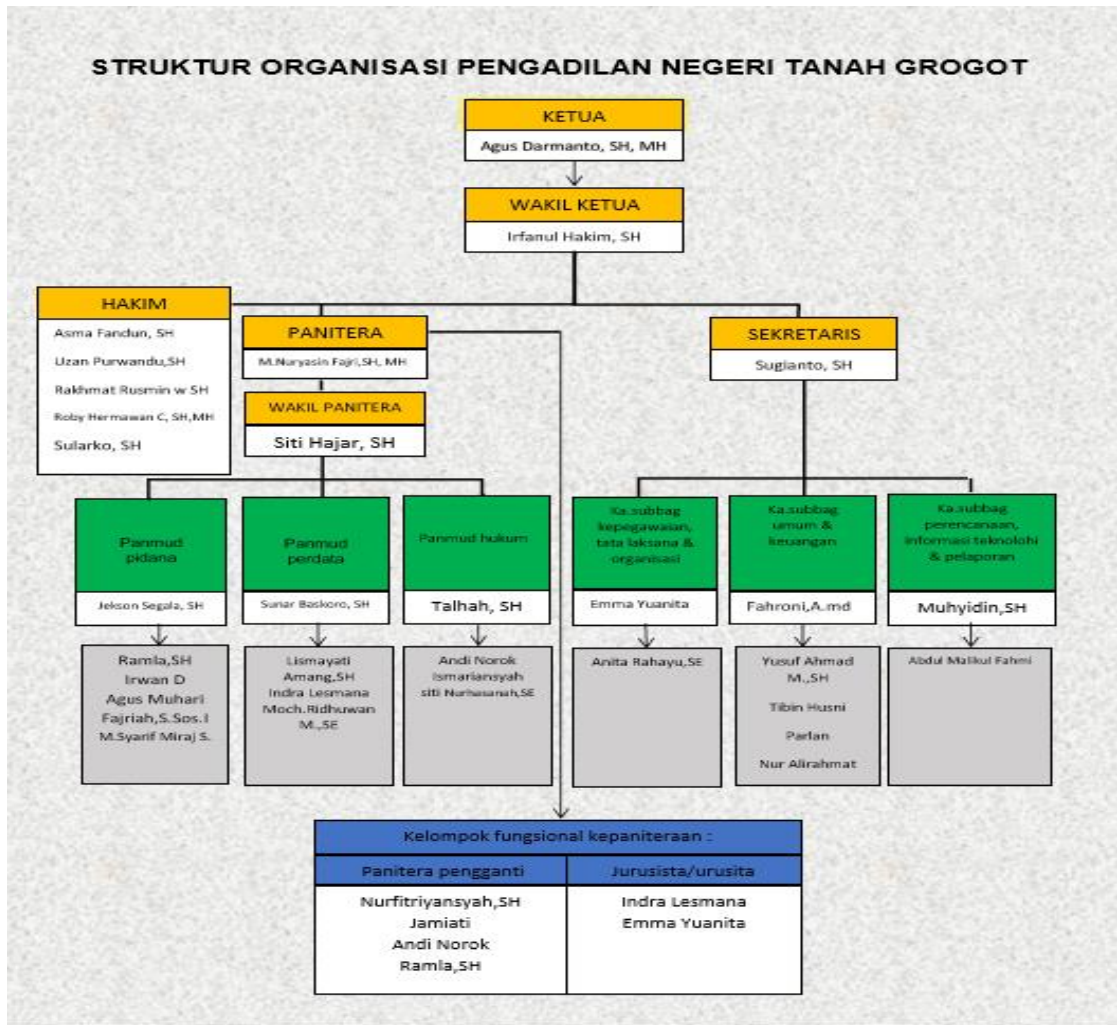 STRUKTUR ORGANISASI PENGADILAN NEGERI TANAH GROGOT
KETUA
Agus Darmanto, SH, MH
WAKIL KETUA
Irfanul Hakim, SH
HAKIM
Asma Fandun, SH
Uzan Purwandu,SH
Rakhmat Rusmin w SH
Roby Hermawan C, SH,MH
Sularko, SH
PANITERA
M.Nuryasin Fajri,SH, MH
WAKIL PANITERA
Siti Hajar, SH
SEKRETARIS
Sugianto, SH
Panmud
pidana
Jekson Segala, SH
Ramla,SH
Irwan D
Agus Muhari
Fajriah,S.Sos.I
M.Syarif Miraj S.
Panmud
perdata
Sunar Baskoro, SH
Lismayati
Amang,SH
Indra Lesmana
Moch.Ridhuwan
M.,SE
Panmud hukum
Talhah, SH
Andi Norok
Ismariansyah
siti Nurhasanah,SE
Ka.subbag
kepegawaian,
tata laksana &
organisasi
Emma Yuanita
Anita Rahayu,SE
Ka.subbag
umum &
keuangan
Fahroni,A.md
Yusuf Ahmad
M.,SH
Tibin Husni
Parlan
Nur Alirahmat
Ka.subbag
perencanaan,
informasi teknolohi
& pelaporan
Muhyidin,SH
Abdul Malikul Fahmi
Kelompok fungsional kepaniteraan :
Panitera pengganti
Nurfitriyansyah,SH
Jamiati
Andi Norok
Ramla,SH
Jurusista/urusita
Indra Lesmana
Emma Yuanita